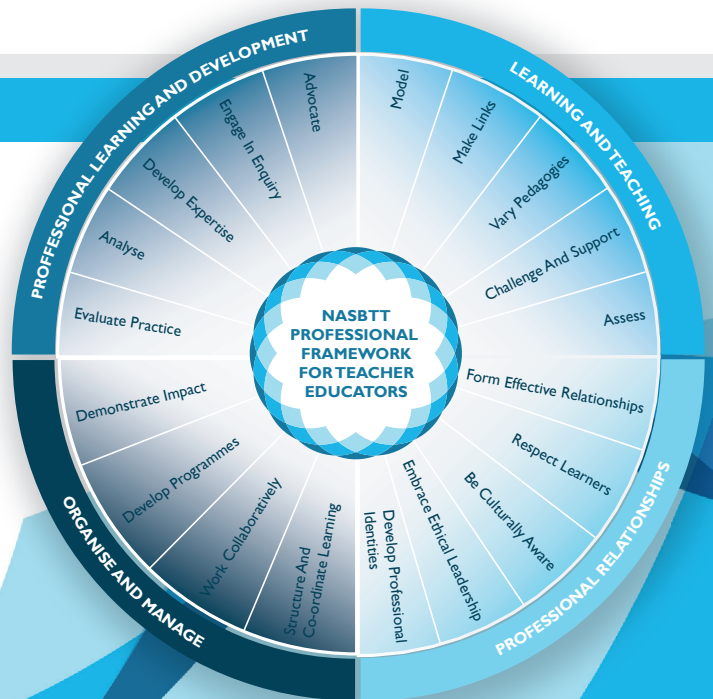 PROFFESSIONAL LEARNING AND DEVELOPMENT
Advocate
Engage In Enquiry
Develop Expertise
Analyse
Evaluate Practice
LEARNING AND TEACHING
Model
Make Links
Vary Pedagogies
Challenge And Support
Assess
NASBTT
PROFESSIONAL
FRAMEWORK
FOR TEACHER
EDUCATORS
PROFESSIONAL RELATIONSHIPS
Form Effective Relationships
Respect Learners
Be Culturally Aware
Embrace Ethical Leadership
Develop Professional
Identities
ORGANISE AND MANAGE
Demonstrate Impact
Develop Programmes
Work Collaboratively
Structure And
Co-ordinate Learning